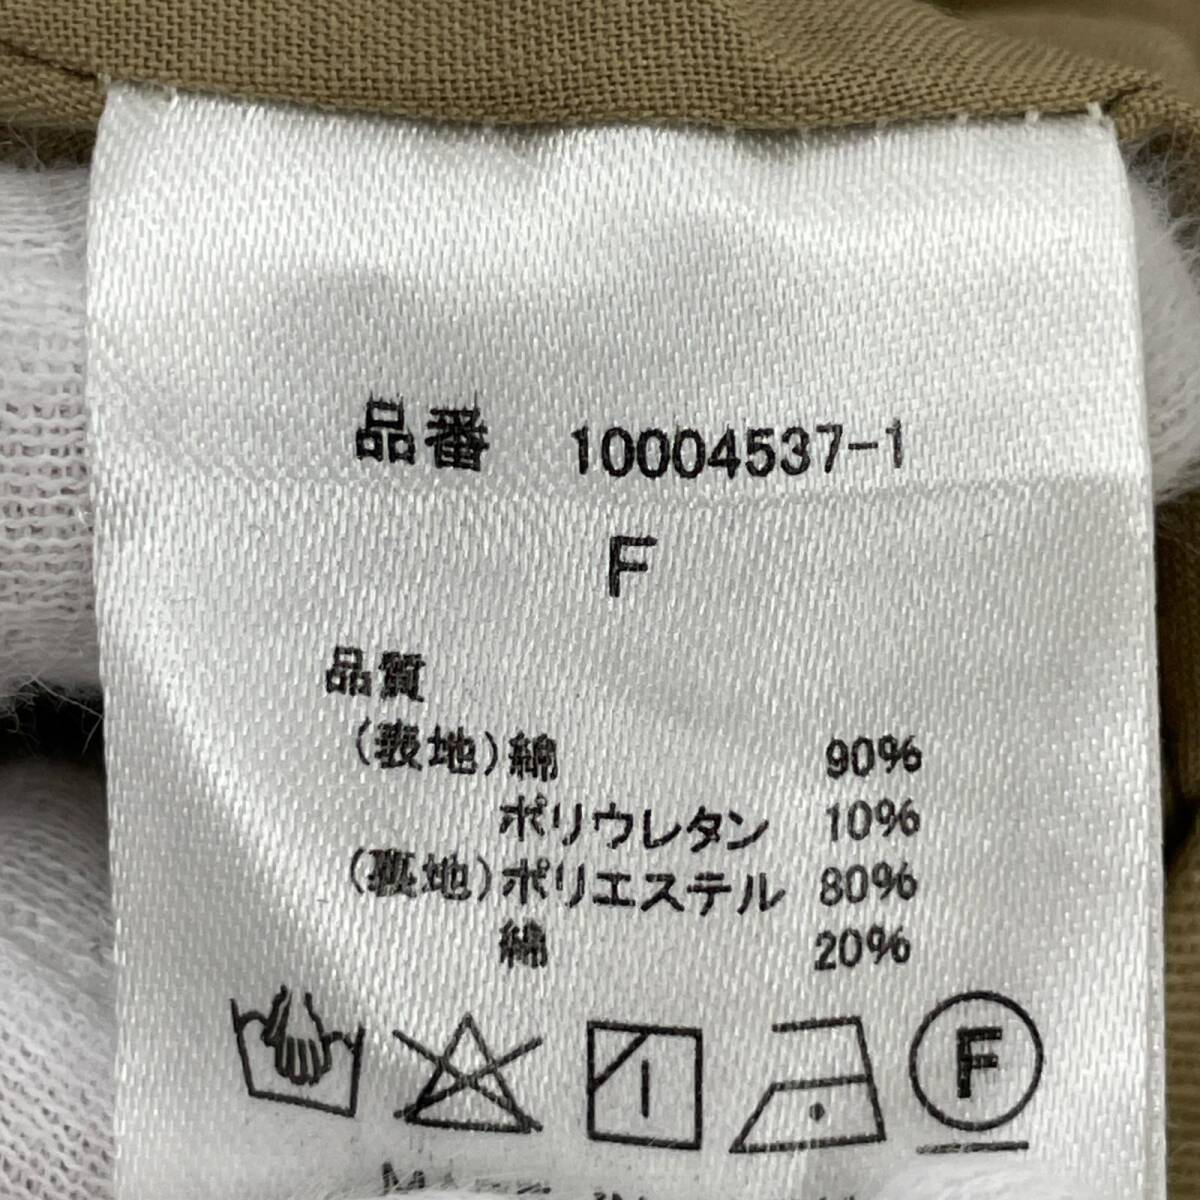 品番 10004537-1
F
品質
(表地)綿 90%
ポリウレタン 10%
(裏地)ポリエステル 80%
綿 20%
F